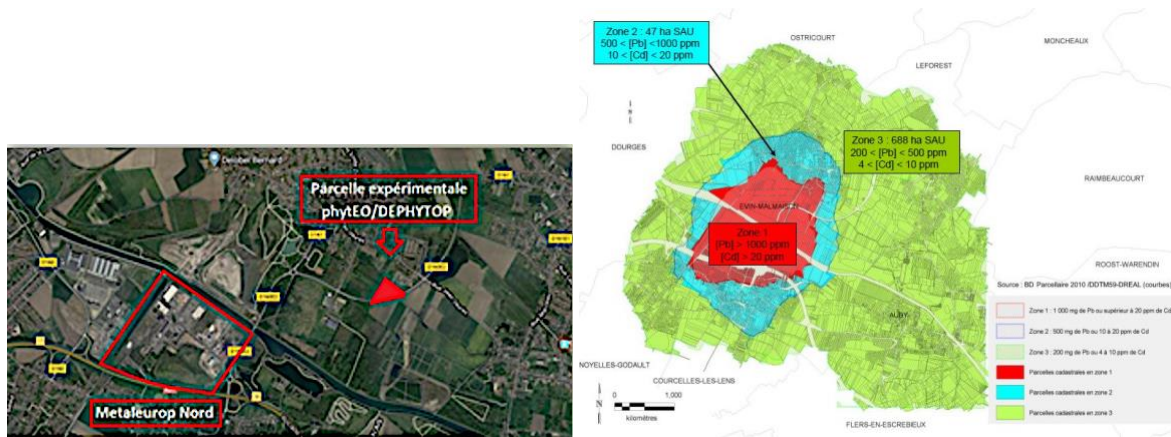 Delobel Bernard
Parcelle expérimentale
phytEO/DEPHYTOP
Metaleurop Nord
Zone 2 : 47 ha SAU
500 < [Pb] <1000 ppm
10 < [Cd] < 20 ppm
OSTRICOURT
MONCHEAUX
LEFOREST
DOURGES
Zone 3 : 688 ha SAU
200 < [Pb] < 500 ppm
4 < [Cd] < 10 ppm
RAIMBEAUCOURT
EVIN-MALMAISON
Zone 1
[Pb] > 1000 ppm
[Cd] > 20 ppm
ROOST-WARENDIN
Source : BD Parcellaire 2010 /DDTM59-DREAL (courbes)
Zone 1 : 1 000 mg de Pb ou supérieur à 20 ppm de Cd
Zone 2 : 500 mg de Pb ou 10 à 20 ppm de Cd
Zone 3 : 200 mg de Pb ou 4 à 10 ppm de Cd
Parcelles cadastrales en zone 1
Parcelles cadastrales en zone 2
Parcelles cadastrales en zone 3
AUBY
NOYELLES-GODAULT
COURCELLES-LES-LENS
N
0 1,000
kilomètres
FLERS-EN-ESCREBIEUX